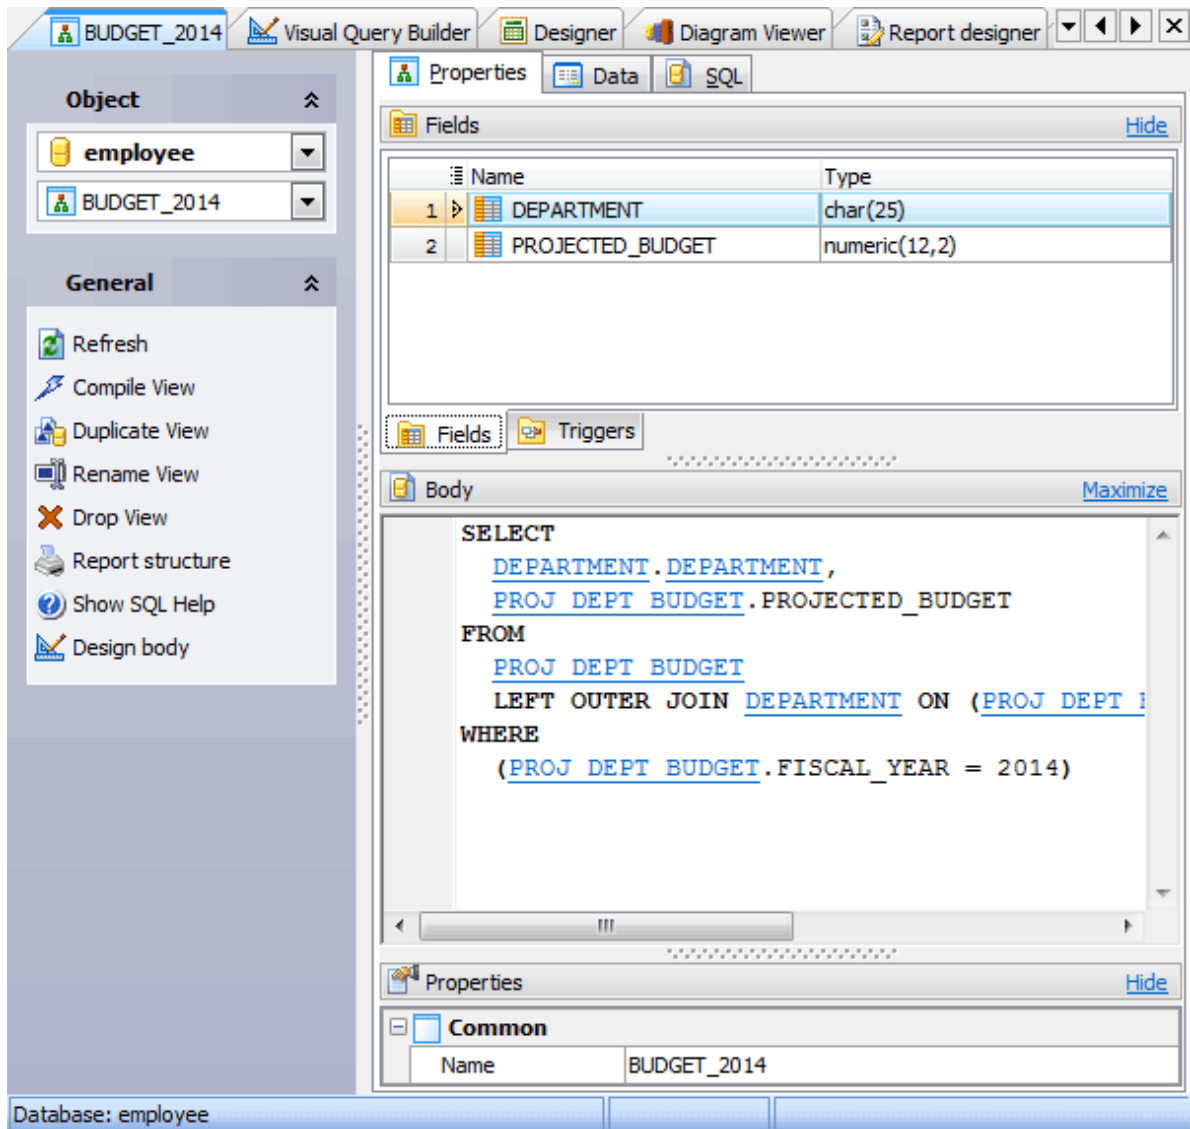 BUDGET_2014 Visual Query Builder Designer Diagram Viewer Report designer
Properties Data SQL
Object
employee
BUDGET_2014
General
Refresh
Compile View
Duplicate View
Rename View
Drop View
Report structure
Show SQL Help
Design body
Fields Hide
Name Type
1 DEPARTMENT char(25)
2 PROJECTED_BUDGET numeric(12,2)
Fields Triggers
Body Maximize
SELECT
DEPARTMENT.DEPARTMENT,
PROJ_DEPT_BUDGET.PROJECTED_BUDGET
FROM
PROJ_DEPT_BUDGET
LEFT OUTER JOIN DEPARTMENT ON (PROJ_DEPT
WHERE
(PROJ_DEPT_BUDGET.FISCAL_YEAR = 2014)
Properties Hide
Common
Name BUDGET_2014
Database: employee